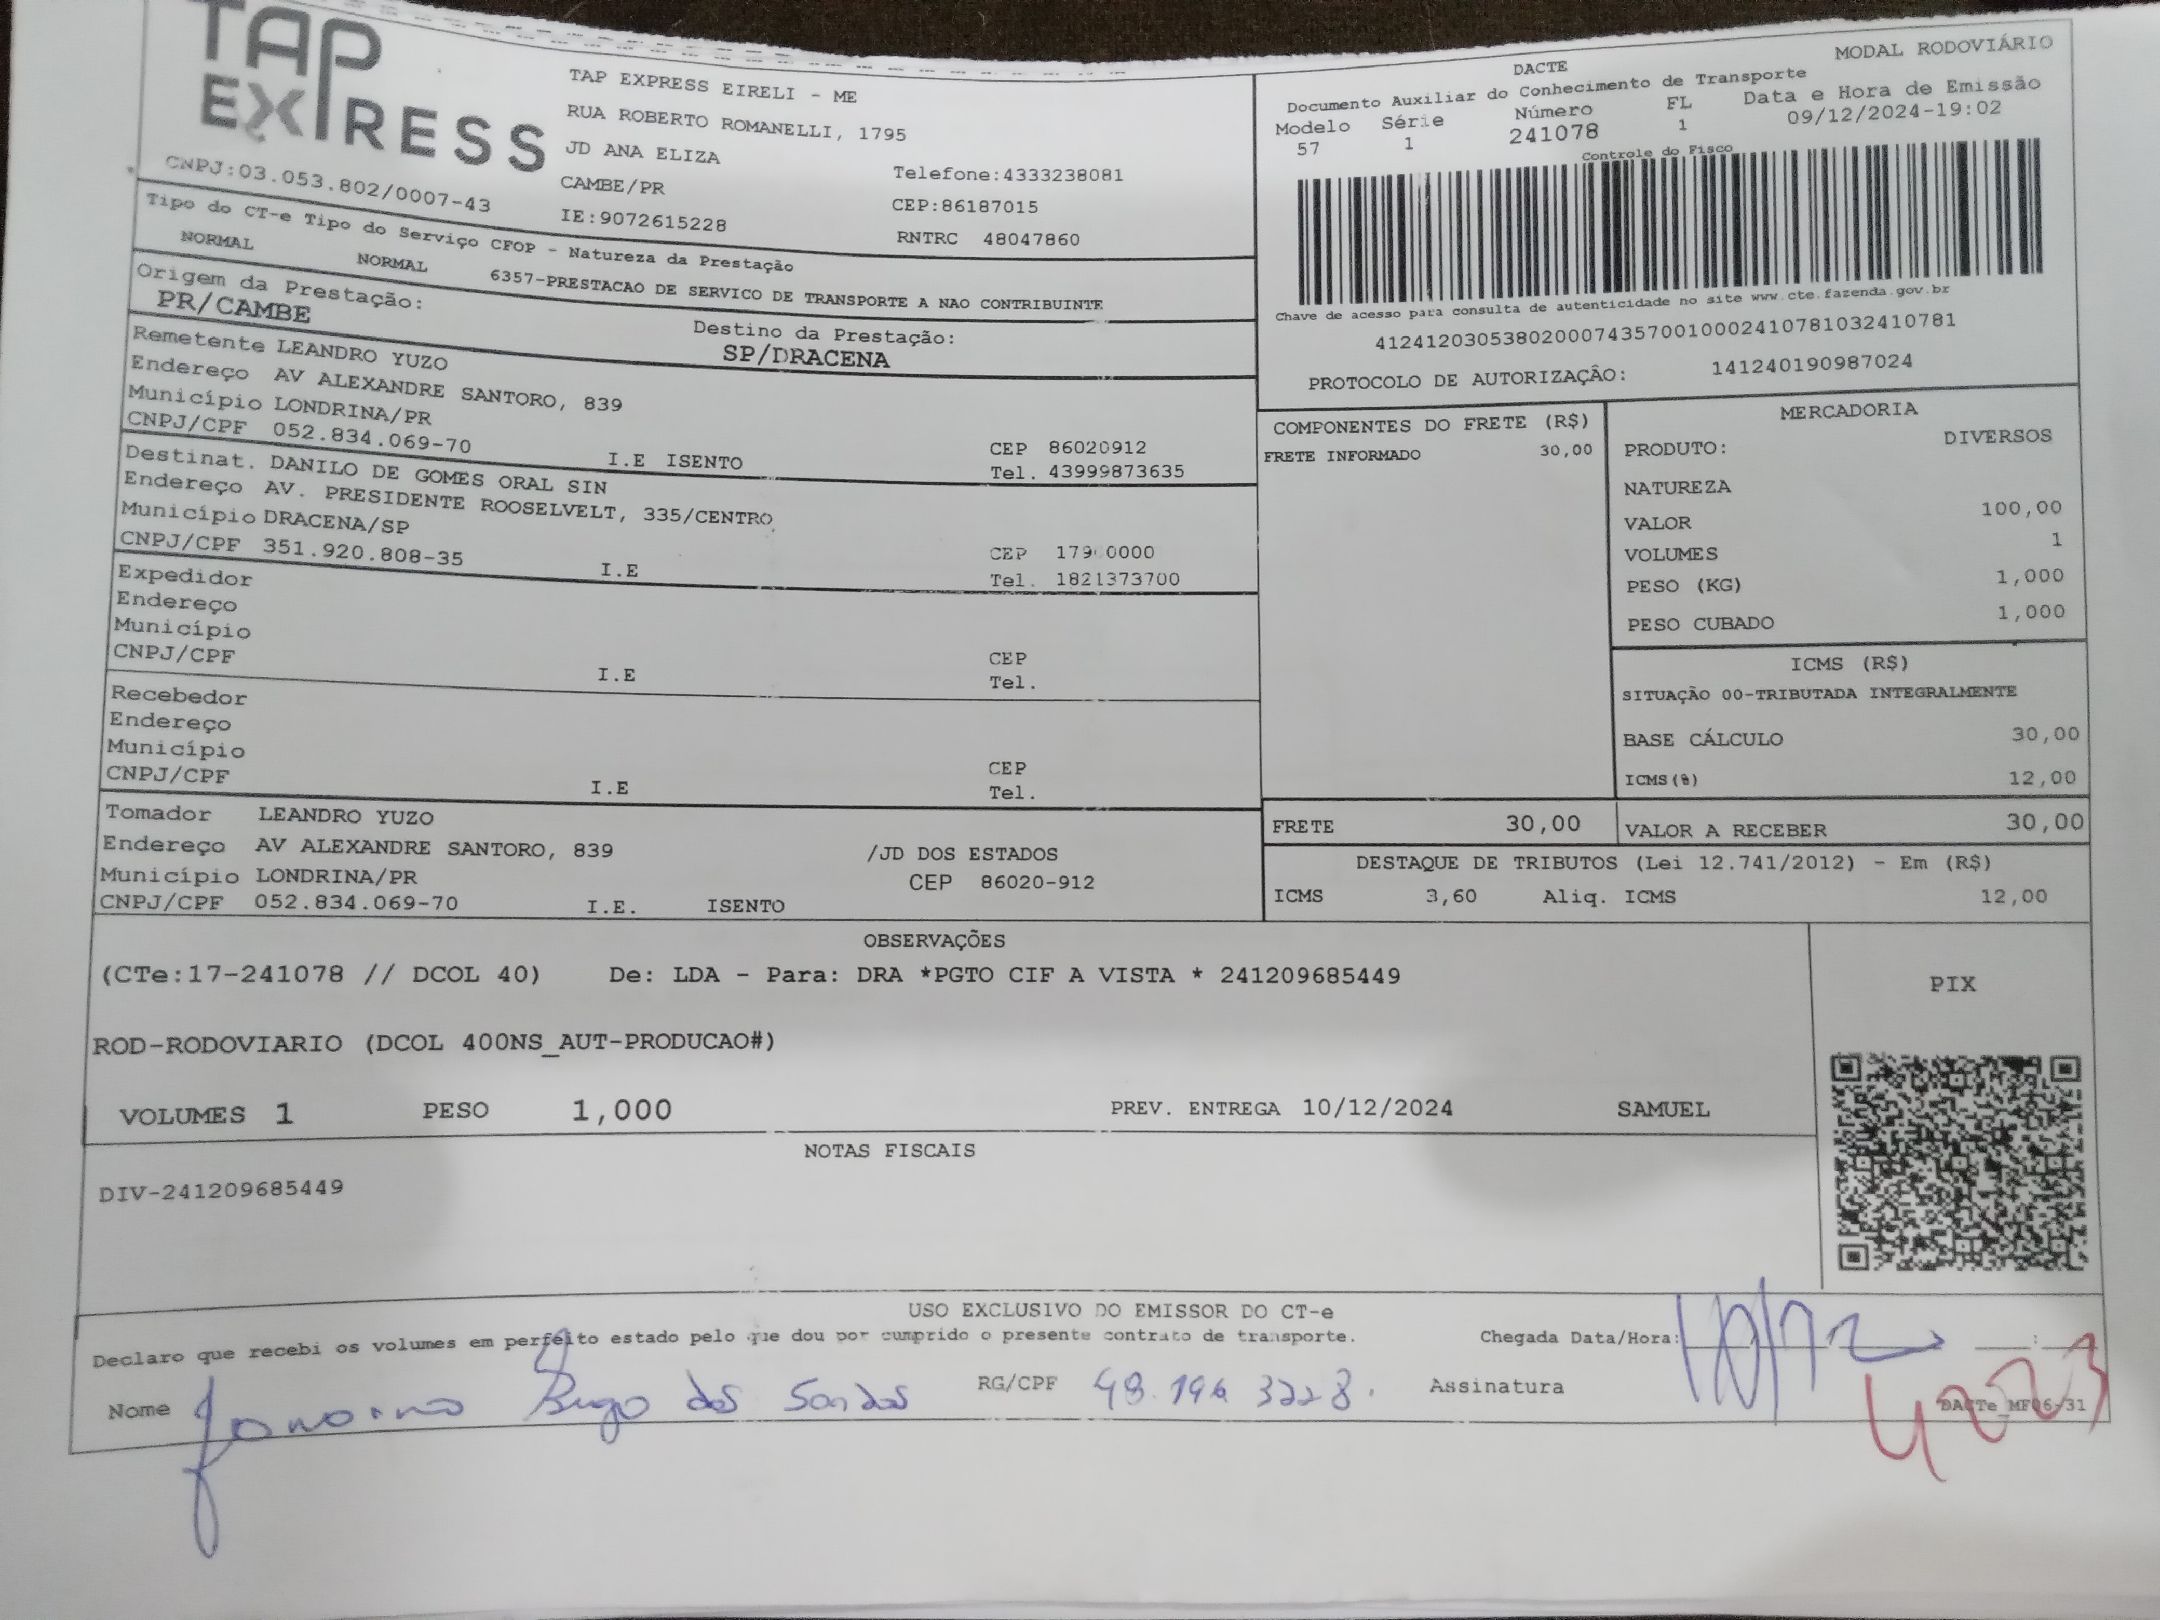 TAP
EXPRESS
CNPJ:03.053.802/0007-43
TAP EXPRESS EIRELI - ME
RUA ROBERTO ROMANELLI, 1795
JD ANA ELIZA
CAMBE/PR
IE:9072615228
Telefone:4333238081
CEP:86187015
RNTRC 48047860
DACTE
MODAL RODOVIÁRIO
Documento Auxiliar do Conhecimento de Transporte
Modelo Série Número FL Data e Hora de Emissão
57 1 241078 1 09/12/2024-19:02
Controle do Fisco
Chave de acesso para consulta de autenticidade no site www.cte.fazenda.gov.br
41241203053802000743570010002410781032410781
PROTOCOLO DE AUTORIZAÇÃO: 141240190987024
Tipo do CT-e Tipo do Serviço CFOP - Natureza da Prestação
NORMAL NORMAL 6357-PRESTACAO DE SERVICO DE TRANSPORTE A NAO CONTRIBUINTE
Origem da Prestação:
PR/CAMBE
Destino da Prestação:
SP/DRACENA
Remetente LEANDRO YUZO
Endereço AV ALEXANDRE SANTORO, 839
Município LONDRINA/PR
CNPJ/CPF 052.834.069-70 I.E ISENTO
CEP 86020912
Tel. 43999873635
Destinat. DANILO DE GOMES ORAL SIN
Endereço AV. PRESIDENTE ROOSELVELT, 335/CENTRO
Município DRACENA/SP
CNPJ/CPF 351.920.808-35 I.E
CEP
Tel. 1821373700
Expedidor
Endereço
Município
CNPJ/CPF I.E
CEP
Tel.
Recebedor
Endereço
Município
CNPJ/CPF I.E
CEP
Tel.
Tomador LEANDRO YUZO
Endereço AV ALEXANDRE SANTORO, 839 /JD DOS ESTADOS
Município LONDRINA/PR CEP 86020-912
CNPJ/CPF 052.834.069-70 I.E. ISENTO
COMPONENTES DO FRETE (R$)
FRETE INFORMADO 30,00
MERCADORIA
PRODUTO: DIVERSOS
NATUREZA
VALOR 100,00
VOLUMES 1
PESO (KG) 1,000
PESO CUBADO 1,000
ICMS (R$)
SITUAÇÃO 00-TRIBUTADA INTEGRALMENTE
BASE CÁLCULO 30,00
ICMS(%) 12,00
FRETE 30,00 VALOR A RECEBER 30,00
DESTAQUE DE TRIBUTOS (Lei 12.741/2012) - Em (R$)
ICMS 3,60 Aliq. ICMS 12,00
OBSERVAÇÕES
(CTe:17-241078 // DCOL 40) De: LDA - Para: DRA *PGTO CIF A VISTA * 241209685449
ROD-RODOVIARIO (DCOL 400NS_AUT-PRODUCAO#)
VOLUMES 1 PESO 1,000 PREV. ENTREGA 10/12/2024 SAMUEL
PIX
NOTAS FISCAIS
DIV-241209685449
USO EXCLUSIVO DO EMISSOR DO CT-e
Declaro que recebi os volumes em perfeito estado pelo que dou por cumprido o presente contrato de transporte.
Chegada Data/Hora: 10/12 :
Nome dos Santos RG/CPF 48.196 3228. Assinatura
DACTe MF06-31